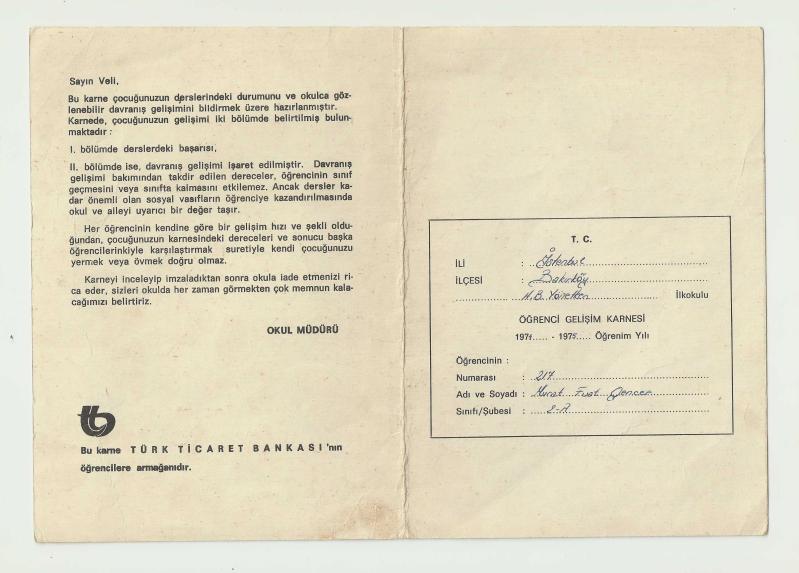 Sayın Veli,
Bu karne çocuğunuzun derslerindeki durumunu ve okulca göz-
lenebilir davranış gelişimini bildirmek üzere hazırlanmıştır.
Karnede, çocuğunuzun gelişimi iki bölümde belirtilmiş bulun-
maktadır :
I. bölümde derslerdeki başarısı,
II. bölümde ise, davranış gelişimi işaret edilmiştir. Davranış
gelişimi bakımından takdir edilen dereceler, öğrencinin sınıf
geçmesini veya sınıfta kalmasını etkilemez. Ancak dersler ka-
dar önemli olan sosyal vasıfların öğrenciye kazandırılmasında
okul ve aileyi uyarıcı bir değer taşır.
Her öğrencinin kendine göre bir gelişim hızı ve şekli oldu-
ğundan, çocuğunuzun karnesindeki dereceleri ve sonucu başka
öğrencilerinkiyle karşılaştırmak suretiyle kendi çocuğunuzu
yermek veya övmek doğru olmaz.
Karneyi inceleyip imzaladıktan sonra okula iade etmenizi ri-
ca eder, sizleri okulda her zaman görmekten çok memnun kala-
cağımızı belirtiriz.
OKUL MÜDÜRÜ
Bu karne TÜRK TİCARET BANKASI'nın
öğrencilere armağanıdır.
T. C.
İLİ : İstanbul
İLÇESİ : Bakırköy
N.B. İlkokulu
ÖĞRENCİ GELİŞİM KARNESİ
1974..... - 1975..... Öğrenim Yılı
Öğrencinin :
Numarası : 217
Adı ve Soyadı : Murat Fuat
Sınıfı/Şubesi : 2-A